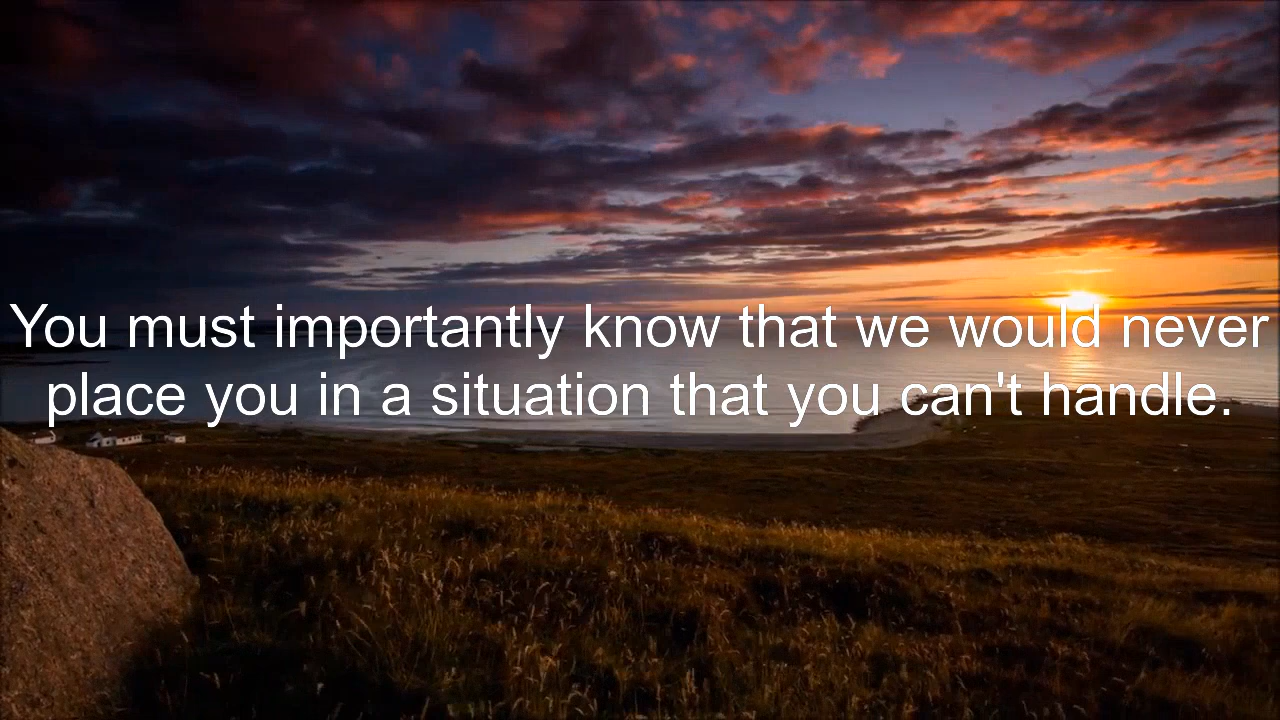 You must importantly know that we would never
place you in a situation that you can't handle.